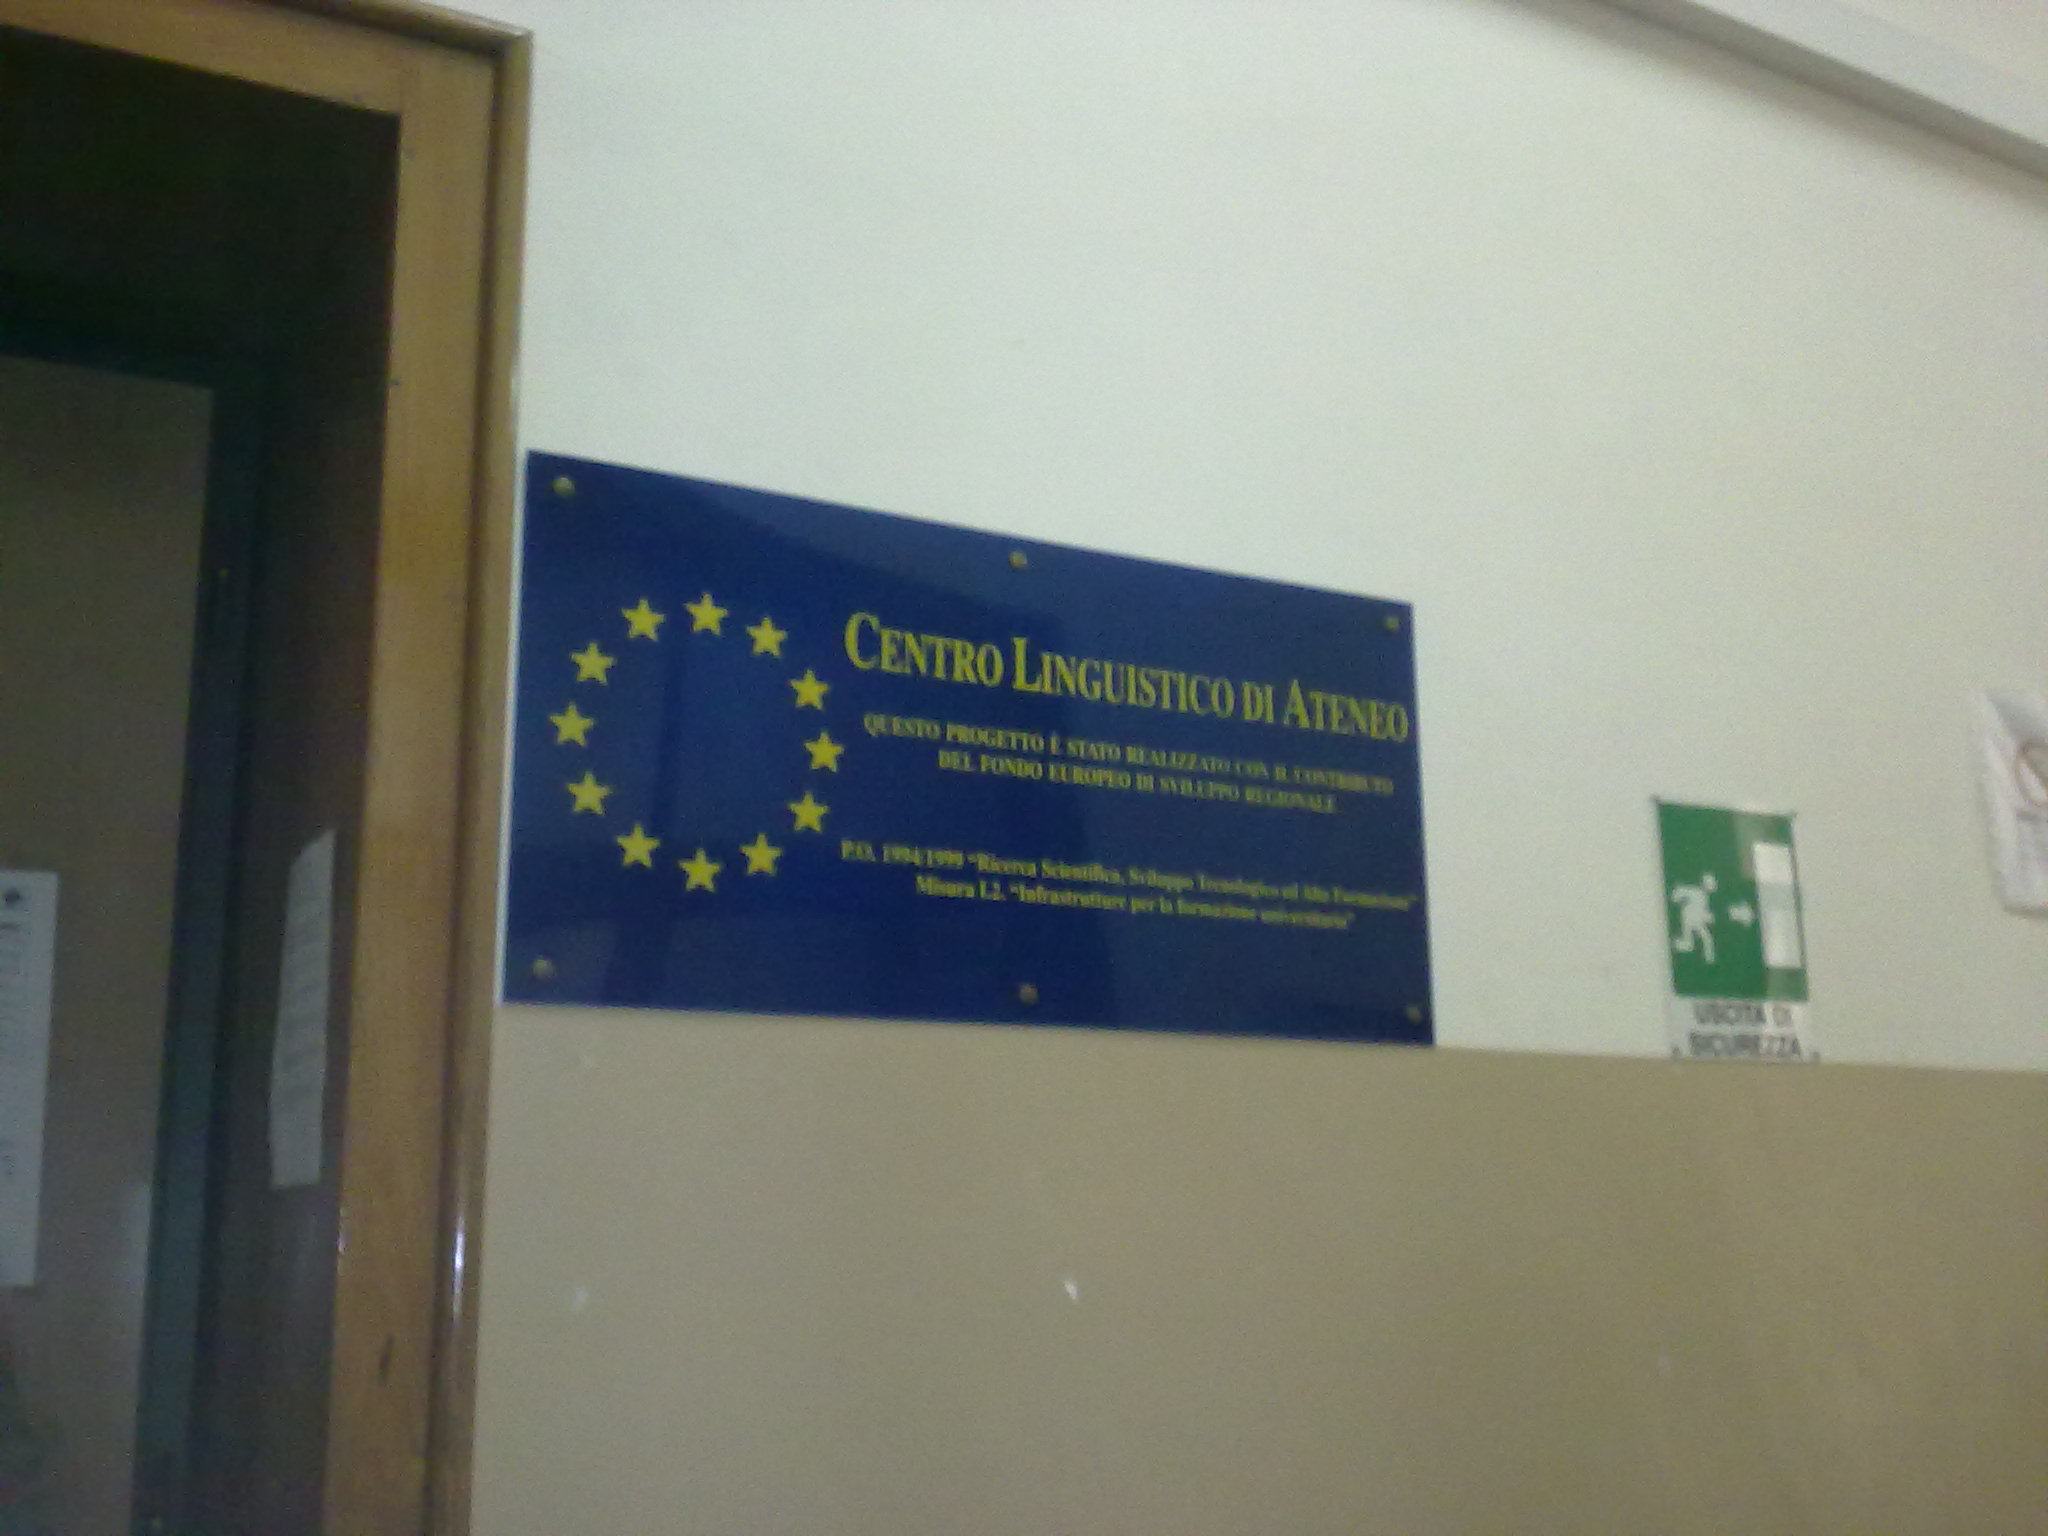 CENTRO LINGUISTICO DI ATENEO
QUESTO PROGETTO È STATO REALIZZATO CON IL CONTRIBUTO
DEL FONDO EUROPEO DI SVILUPPO REGIONALE
P.O. 1994/1999 "Ricerca Scientifica, Sviluppo Tecnologico ed Alta Formazione"
Misura 1.2. "Infrastrutture per la formazione universitaria"
USCITA DI
SICUREZZA